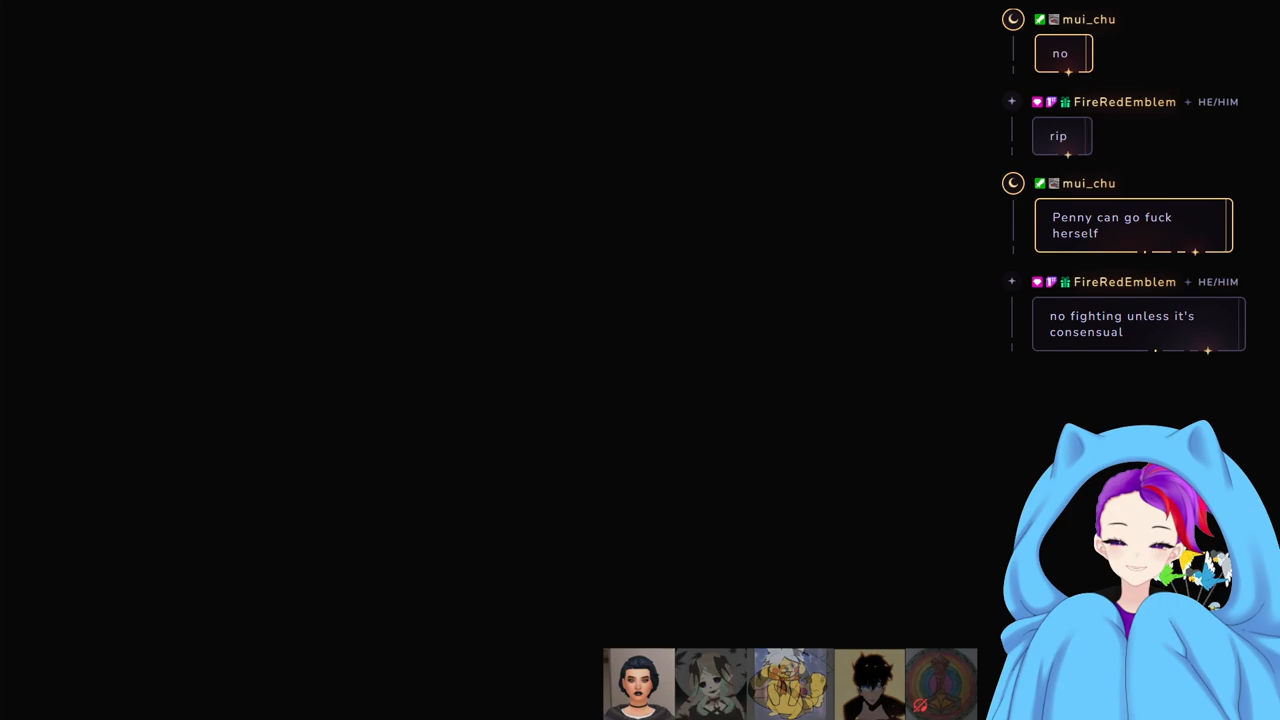 mui_chu
no
FireRedEmblem HE/HIM
rip
mui_chu
Penny can go fuck
herself
FireRedEmblem HE/HIM
no fighting unless it's
consensual